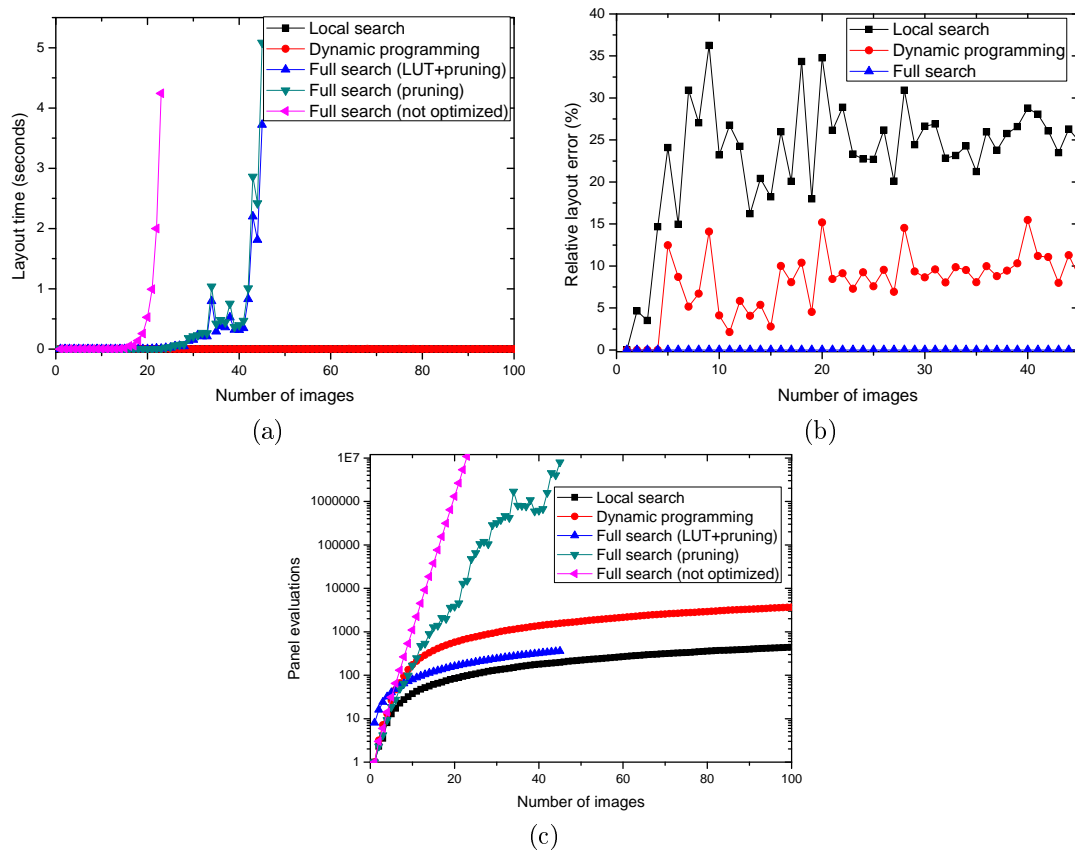 Local search
Dynamic programming
Full search (LUT+pruning)
Full search (pruning)
Full search (not optimized)
5
4
3
2
1
0
Layout time (seconds)
20
40
60
80
100
Number of images
(a)
Local search
Dynamic programming
Full search
40
35
30
25
20
15
10
5
0
Relative layout error (%)
0
10
20
30
40
Number of images
(b)
Local search
Dynamic programming
Full search (LUT+pruning)
Full search (pruning)
Full search (not optimized)
1E7
1000000
100000
10000
1000
100
10
1
Panel evaluations
0
20
40
60
80
100
Number of images
(c)